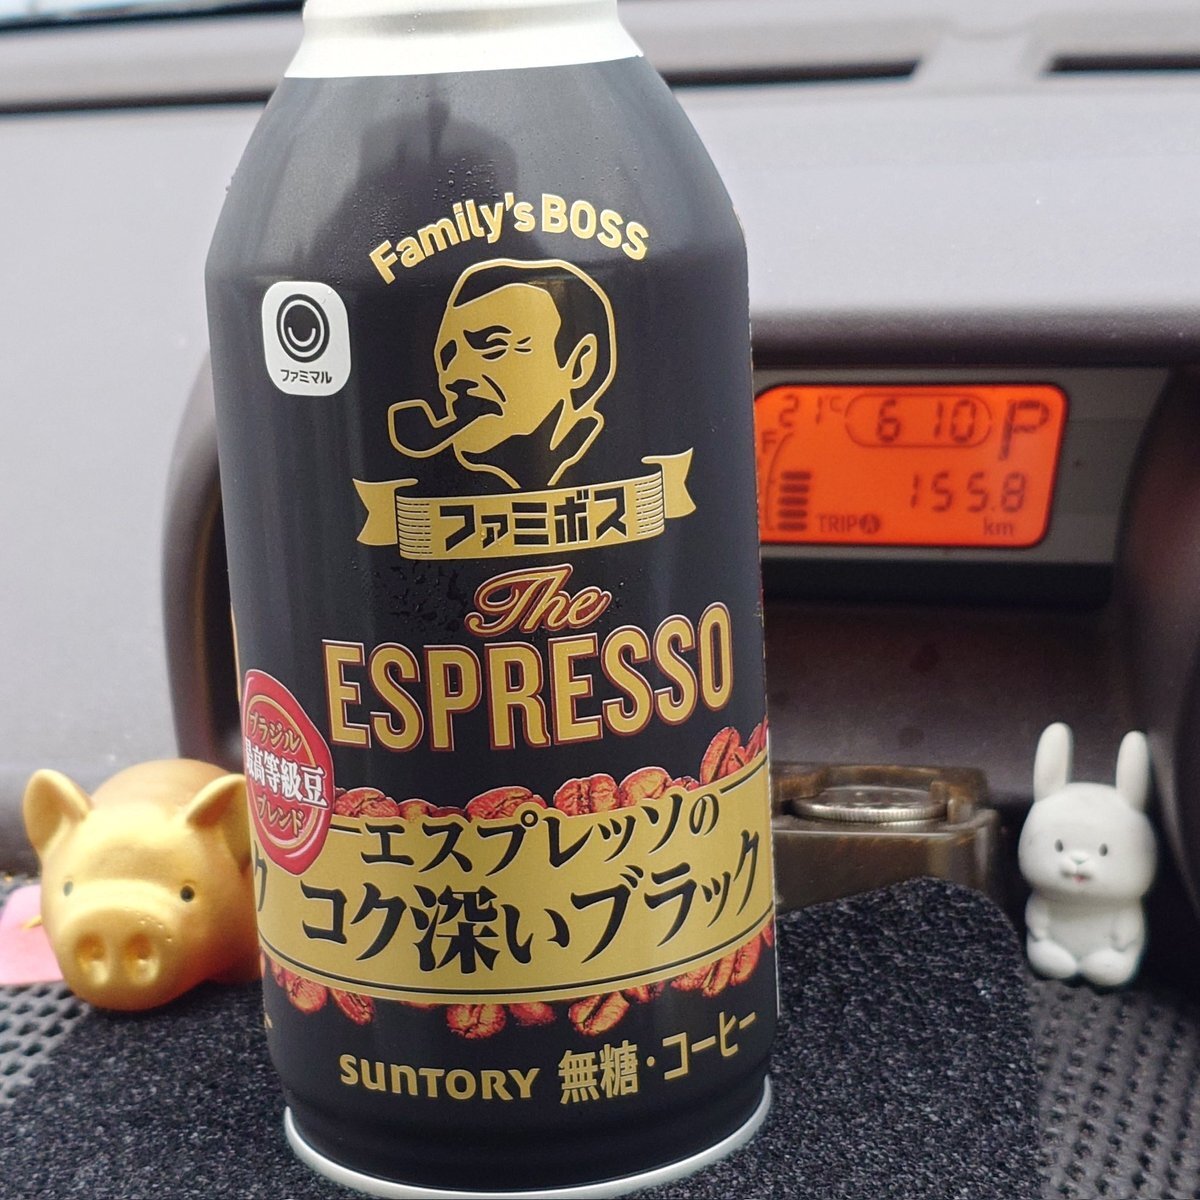 Family's BOSS
ファミマル
ファミボス
The
ESPRESSO
ブラジル
最高等級豆
ブレンド
エスプレッソの
コク深いブラック
ク
SUNTORY 無糖・コーヒー
21℃ 610 P
F
155.8
TRIP A km